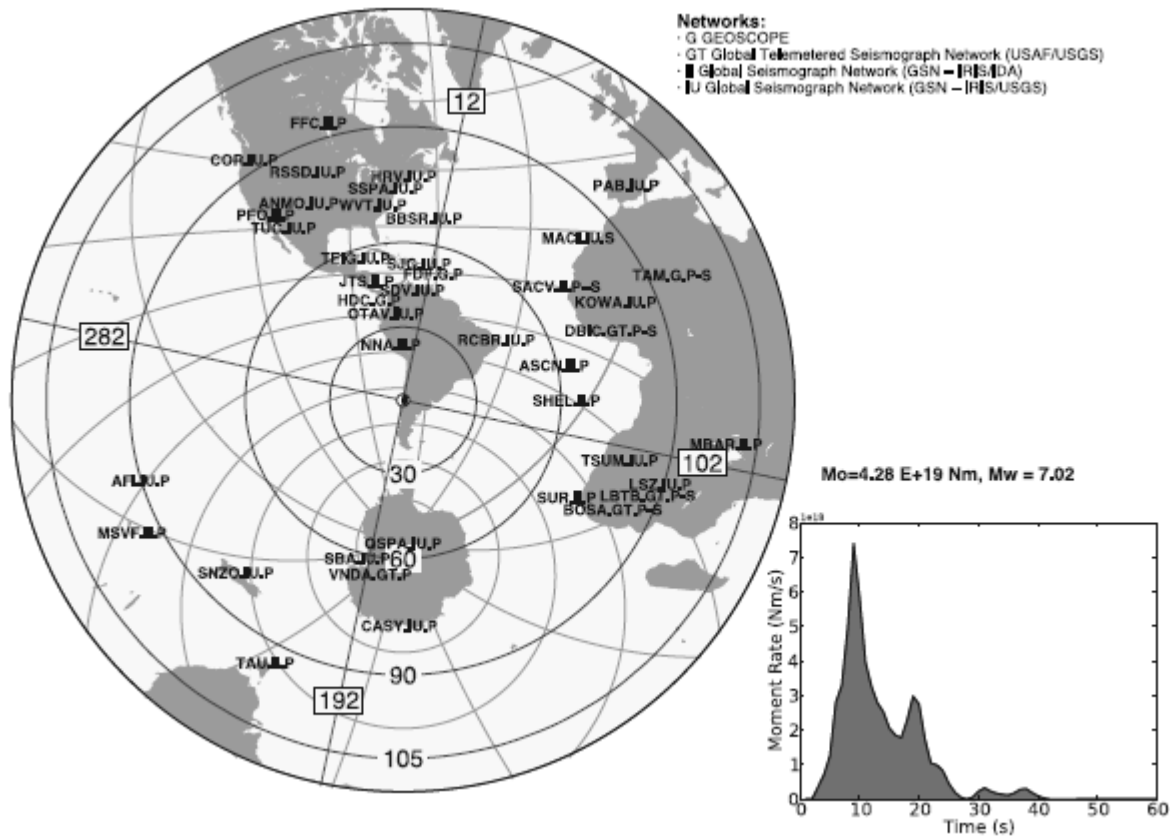 Networks:
· G GEOSCOPE
· GT Global Telemetered Seismograph Network (USAF/USGS)
· II Global Seismograph Network (GSN – IRIS/IDA)
· IU Global Seismograph Network (GSN – IRIS/USGS)
12
FFC.II.P
COR.IU.P
RSSD.IU.P
HRV.IU.P
SSPA.IU.P
PAB.IU.P
ANMO.IU.P
WVT.IU.P
PFO.II.P
TUC.IU.P
BBSR.IU.P
MACI.IU.S
TEIG.IU.P
SJG.IU.P
FDF.G.P
TAM.G.P-S
JTS.II.P
SDV.IU.P
SACV.II.P-S
HDC.G.P
KOWA.IU.P
OTAV.IU.P
282
DBIC.GT.P-S
NNA.II.P
RCBR.IU.P
ASCN.II.P
SHEL.II.P
MBAR.II.P
TSUM.IU.P
102
30
AFI.IU.P
LSZ.IU.P
SUR.II.P
LBTB.GT.P-S
BOSA.GT.P-S
MSVF.II.P
QSPA.IU.P
SBA.IU.P
60
SNZO.IU.P
VNDA.GT.P
CASY.IU.P
TAU.II.P
90
192
105
Mo=4.28 E+19 Nm, Mw = 7.02
8
7
6
5
4
3
2
1
0
Moment Rate (Nm/s)
0 10 20 30 40 50 60
Time (s)